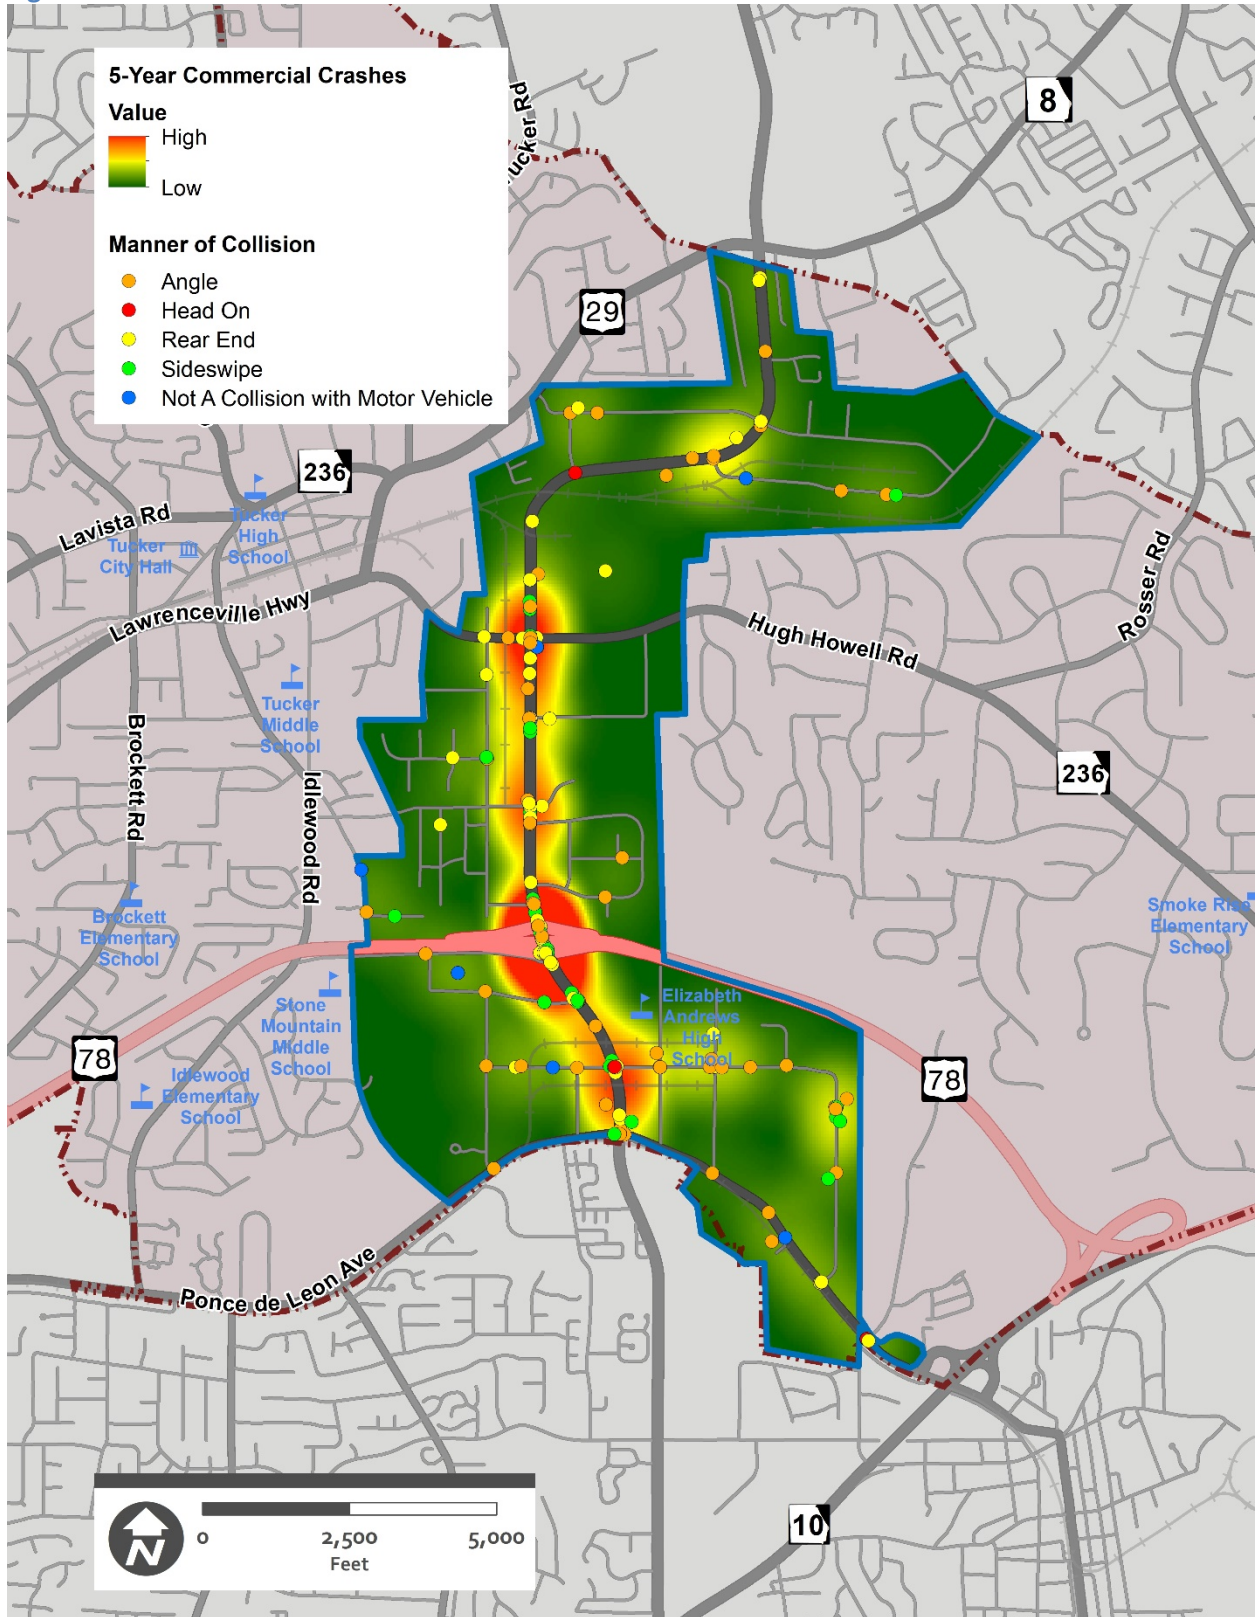 5-Year Commercial Crashes
Value
High
Low
Manner of Collision
Angle
Head On
Rear End
Sideswipe
Not A Collision with Motor Vehicle
Tucker Rd
8
29
236
Lavista Rd
Tucker
High
School
Tucker
City Hall
Lawrenceville Hwy
Hugh Howell Rd
Rosser Rd
Tucker
Middle
School
Brockett Rd
Idlewood Rd
236
Brockett
Elementary
School
Smoke Rise
Elementary
School
Stone
Mountain
Middle
School
Elizabeth
Andrews
High
School
78
78
Idlewood
Elementary
School
Ponce de Leon Ave
N
0
2,500
5,000
Feet
10